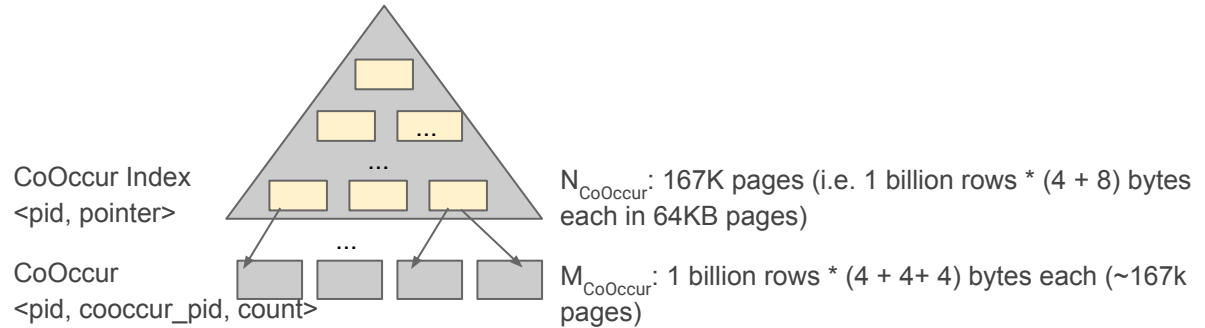 ...
...
CoOccur Index
<pid, pointer>
N_CoOccur: 167K pages (i.e. 1 billion rows * (4 + 8) bytes
each in 64KB pages)
...
CoOccur
<pid, cooccur_pid, count>
M_CoOccur: 1 billion rows * (4 + 4+ 4) bytes each (~167k
pages)